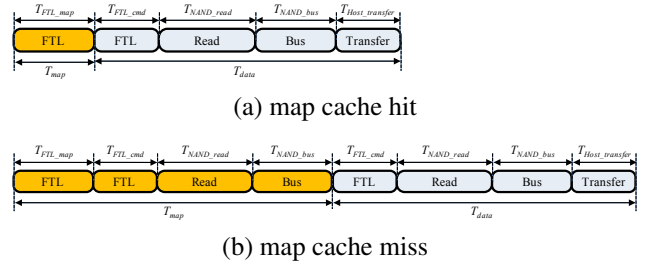 T_FTL_map T_FTL_cmd T_NAND_read T_NAND_bus T_Host_transfer
FTL FTL Read Bus Transfer
T_map T_data
(a) map cache hit
T_FTL_map T_FTL_cmd T_NAND_read T_NAND_bus T_FTL_cmd T_NAND_read T_NAND_bus T_Host_transfer
FTL FTL Read Bus FTL Read Bus Transfer
T_map T_data
(b) map cache miss